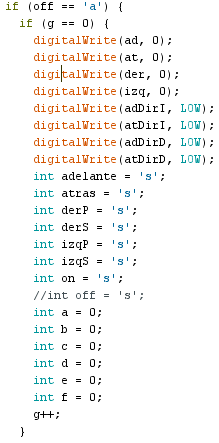 if (off == 'a') {
if (g == 0) {
digitalWrite(ad, 0);
digitalWrite(at, 0);
digitalWrite(der, 0);
digitalWrite(izq, 0);
digitalWrite(adDirI, LOW);
digitalWrite(atDirI, LOW);
digitalWrite(adDirD, LOW);
digitalWrite(atDirD, LOW);
int adelante = 's';
int atras = 's';
int derP = 's';
int derS = 's';
int izqP = 's';
int izqS = 's';
int on = 's';
//int off = 's';
int a = 0;
int b = 0;
int c = 0;
int d = 0;
int e = 0;
int f = 0;
g++;
}